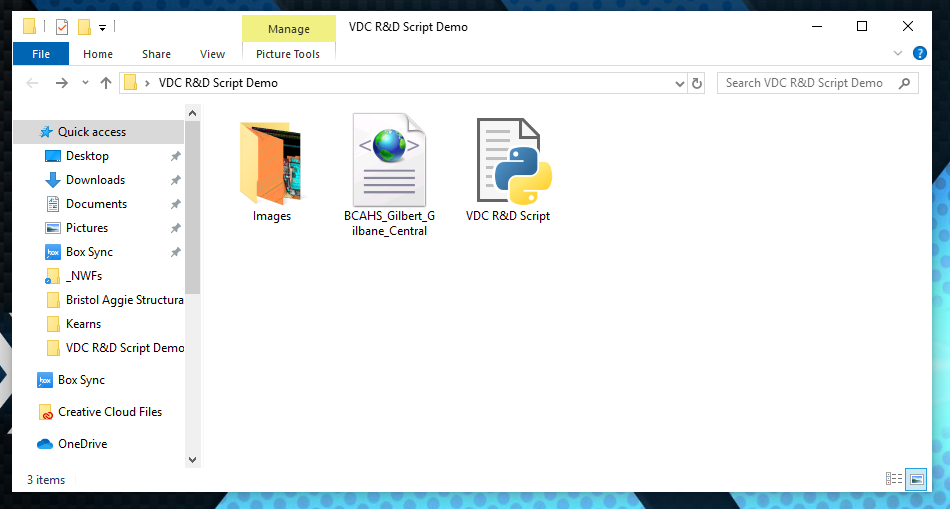 Manage
VDC R&D Script Demo
File
Home
Share
View
Picture Tools
VDC R&D Script Demo
Search VDC R&D Script Demo
Quick access
Desktop
Downloads
Documents
Pictures
box
Box Sync
_NWFs
Bristol Aggie Structura
Kearns
VDC R&D Script Demo
box
Box Sync
Creative Cloud Files
OneDrive
Images
BCAHS_Gilbert_G
ilbane_Central
VDC R&D Script
3 items